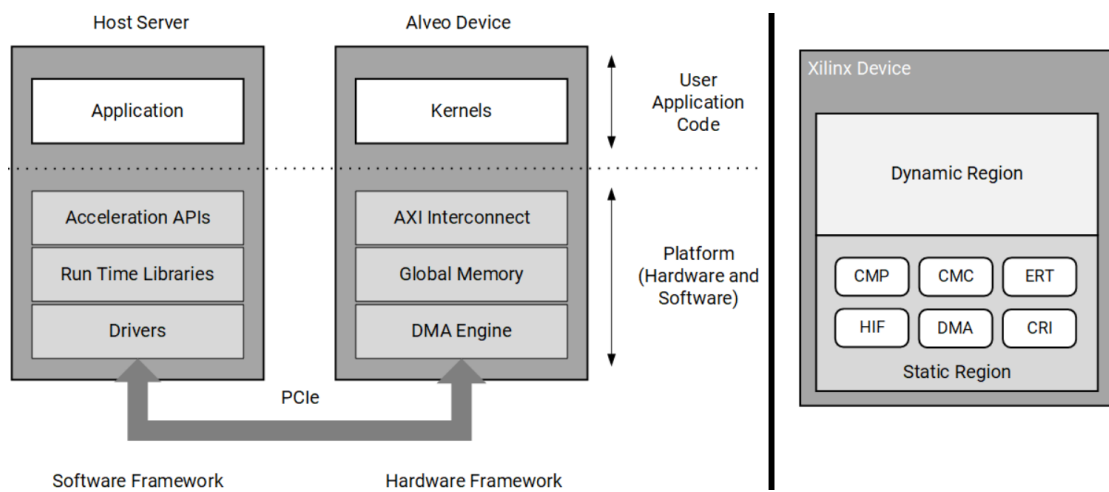 Host Server
Alveo Device
Application
Kernels
User
Application
Code
Acceleration APIs
AXI Interconnect
Run Time Libraries
Global Memory
Platform
(Hardware and
Software)
Drivers
DMA Engine
PCIe
Software Framework
Hardware Framework
Xilinx Device
Dynamic Region
CMP
CMC
ERT
HIF
DMA
CRI
Static Region